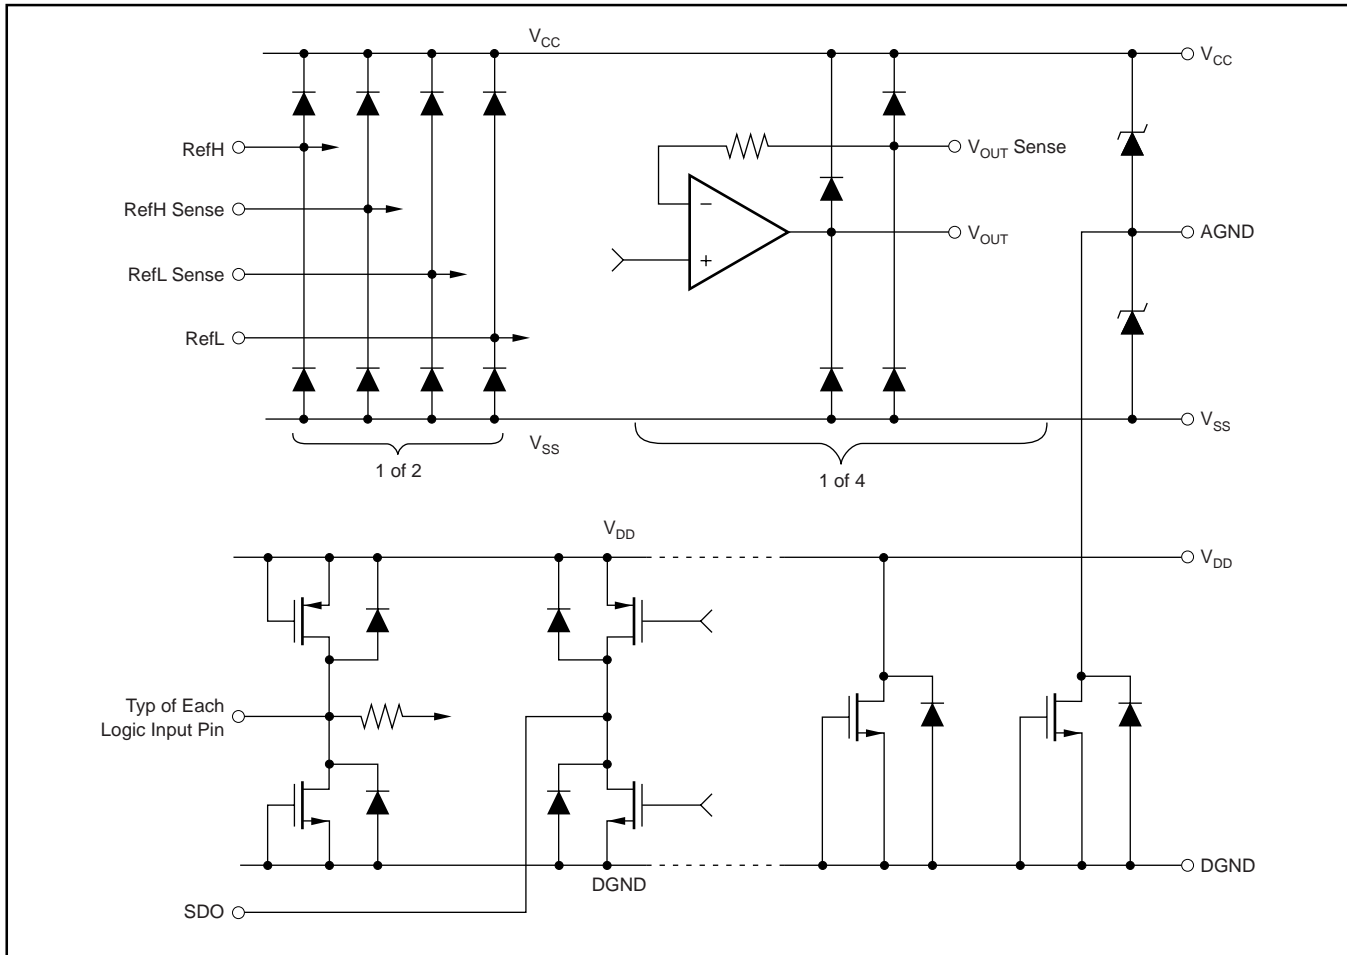 V_CC
V_CC
RefH
V_OUT Sense
−
RefH Sense
V_OUT
AGND
+
RefL Sense
RefL
V_SS
V_SS
1 of 2
1 of 4
V_DD
V_DD
Typ of Each
Logic Input Pin
DGND
DGND
SDO